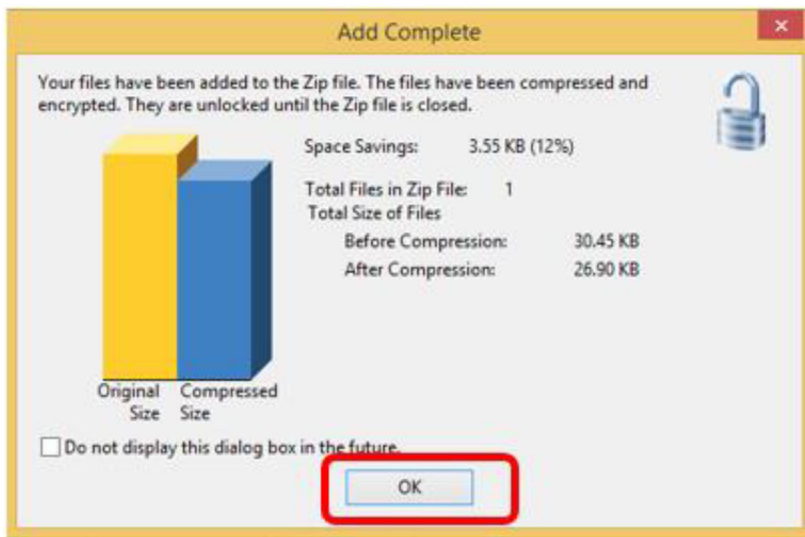 Add Complete
Your files have been added to the Zip file. The files have been compressed and
encrypted. They are unlocked until the Zip file is closed.
Space Savings: 3.55 KB (12%)
Total Files in Zip File: 1
Total Size of Files
Before Compression: 30.45 KB
After Compression: 26.90 KB
Original Compressed
Size Size
Do not display this dialog box in the future.
OK